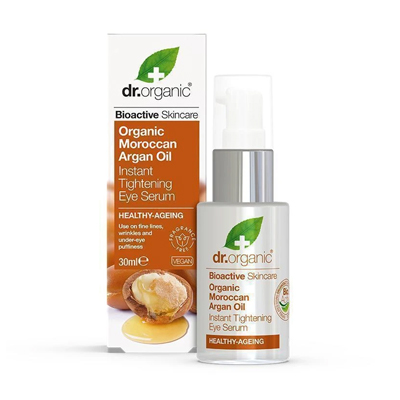 dr.organic®
Bioactive Skincare
Organic
Moroccan
Argan Oil
Instant
Tightening
Eye Serum
HEALTHY-AGEING
Use on fine lines,
wrinkles and
under-eye
puffiness
FRAGRANCE FREE
30ml e
VEGAN
dr.organic®
Bioactive Skincare
Organic
Moroccan
Argan Oil
Instant Tightening
Eye Serum
HEALTHY-AGEING